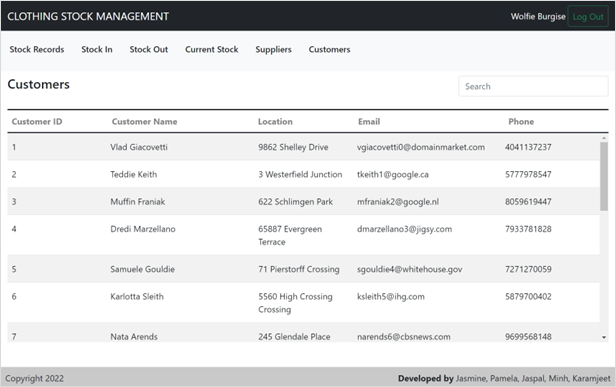 CLOTHING STOCK MANAGEMENT Wolfie Burgise Log Out
Stock Records Stock In Stock Out Current Stock Suppliers Customers
Customers Search
Customer ID Customer Name Location Email Phone
1 Vlad Giacovetti 9862 Shelley Drive vgiacovetti0@domainmarket.com 4041137237
2 Teddie Keith 3 Westerfield Junction tkeith1@google.ca 5777978547
3 Muffin Franiak 622 Schlimgen Park mfraniak2@google.nl 8059619447
4 Dredi Marzellano 65887 Evergreen dmarzellano3@jigsy.com 7933781828
Terrace
5 Samuele Gouldie 71 Pierstorff Crossing sgouldie4@whitehouse.gov 7271270059
6 Karlotta Sleith 5560 High Crossing ksleith5@ihg.com 5879700402
Crossing
7 Nata Arends 245 Glendale Place narends6@cbsnews.com 9699568148
Copyright 2022 Developed by Jasmine, Pamela, Jaspal, Minh, Karamjeet